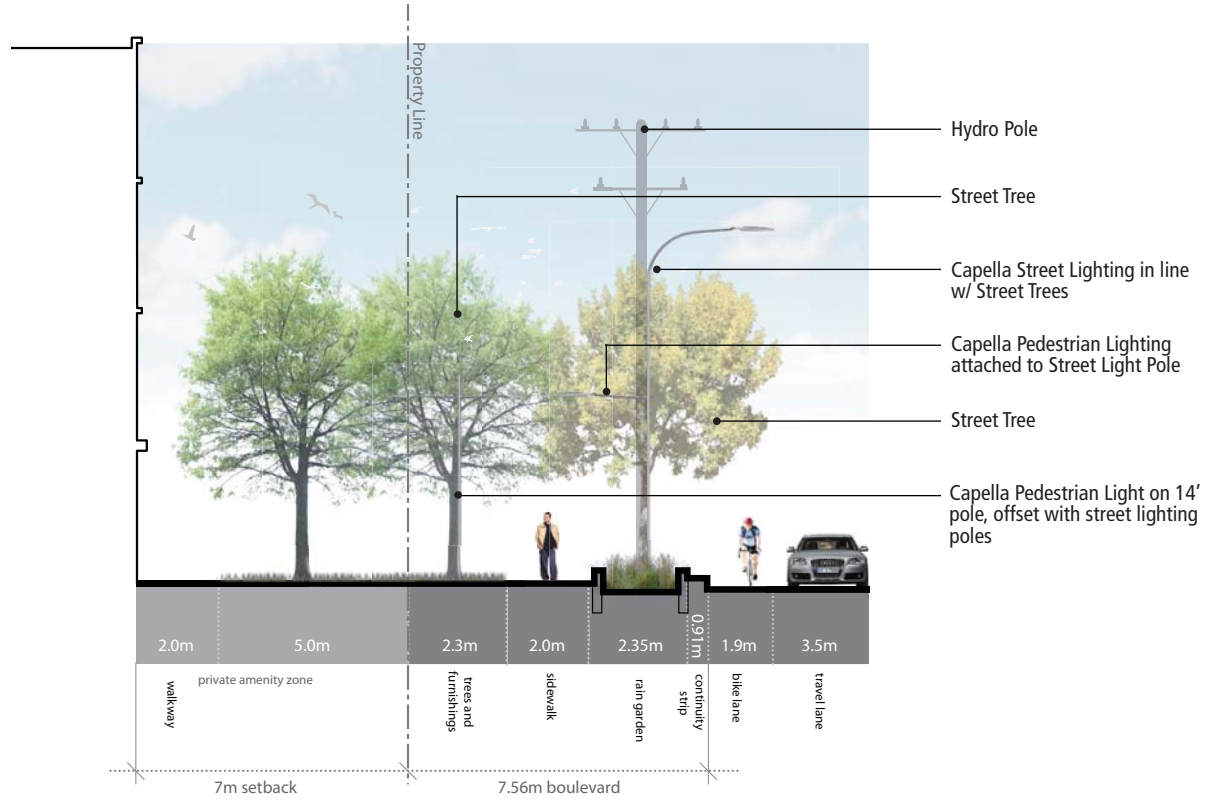 Property Line
Hydro Pole
Street Tree
Capella Street Lighting in line
w/ Street Trees
Capella Pedestrian Lighting
attached to Street Light Pole
Street Tree
Capella Pedestrian Light on 14’
pole, offset with street lighting
poles
2.0m
5.0m
2.3m
2.0m
2.35m
0.91m
1.9m
3.5m
walkway
private amenity zone
trees and
furnishings
sidewalk
rain garden
continuity
strip
bike lane
travel lane
7m setback
7.56m boulevard